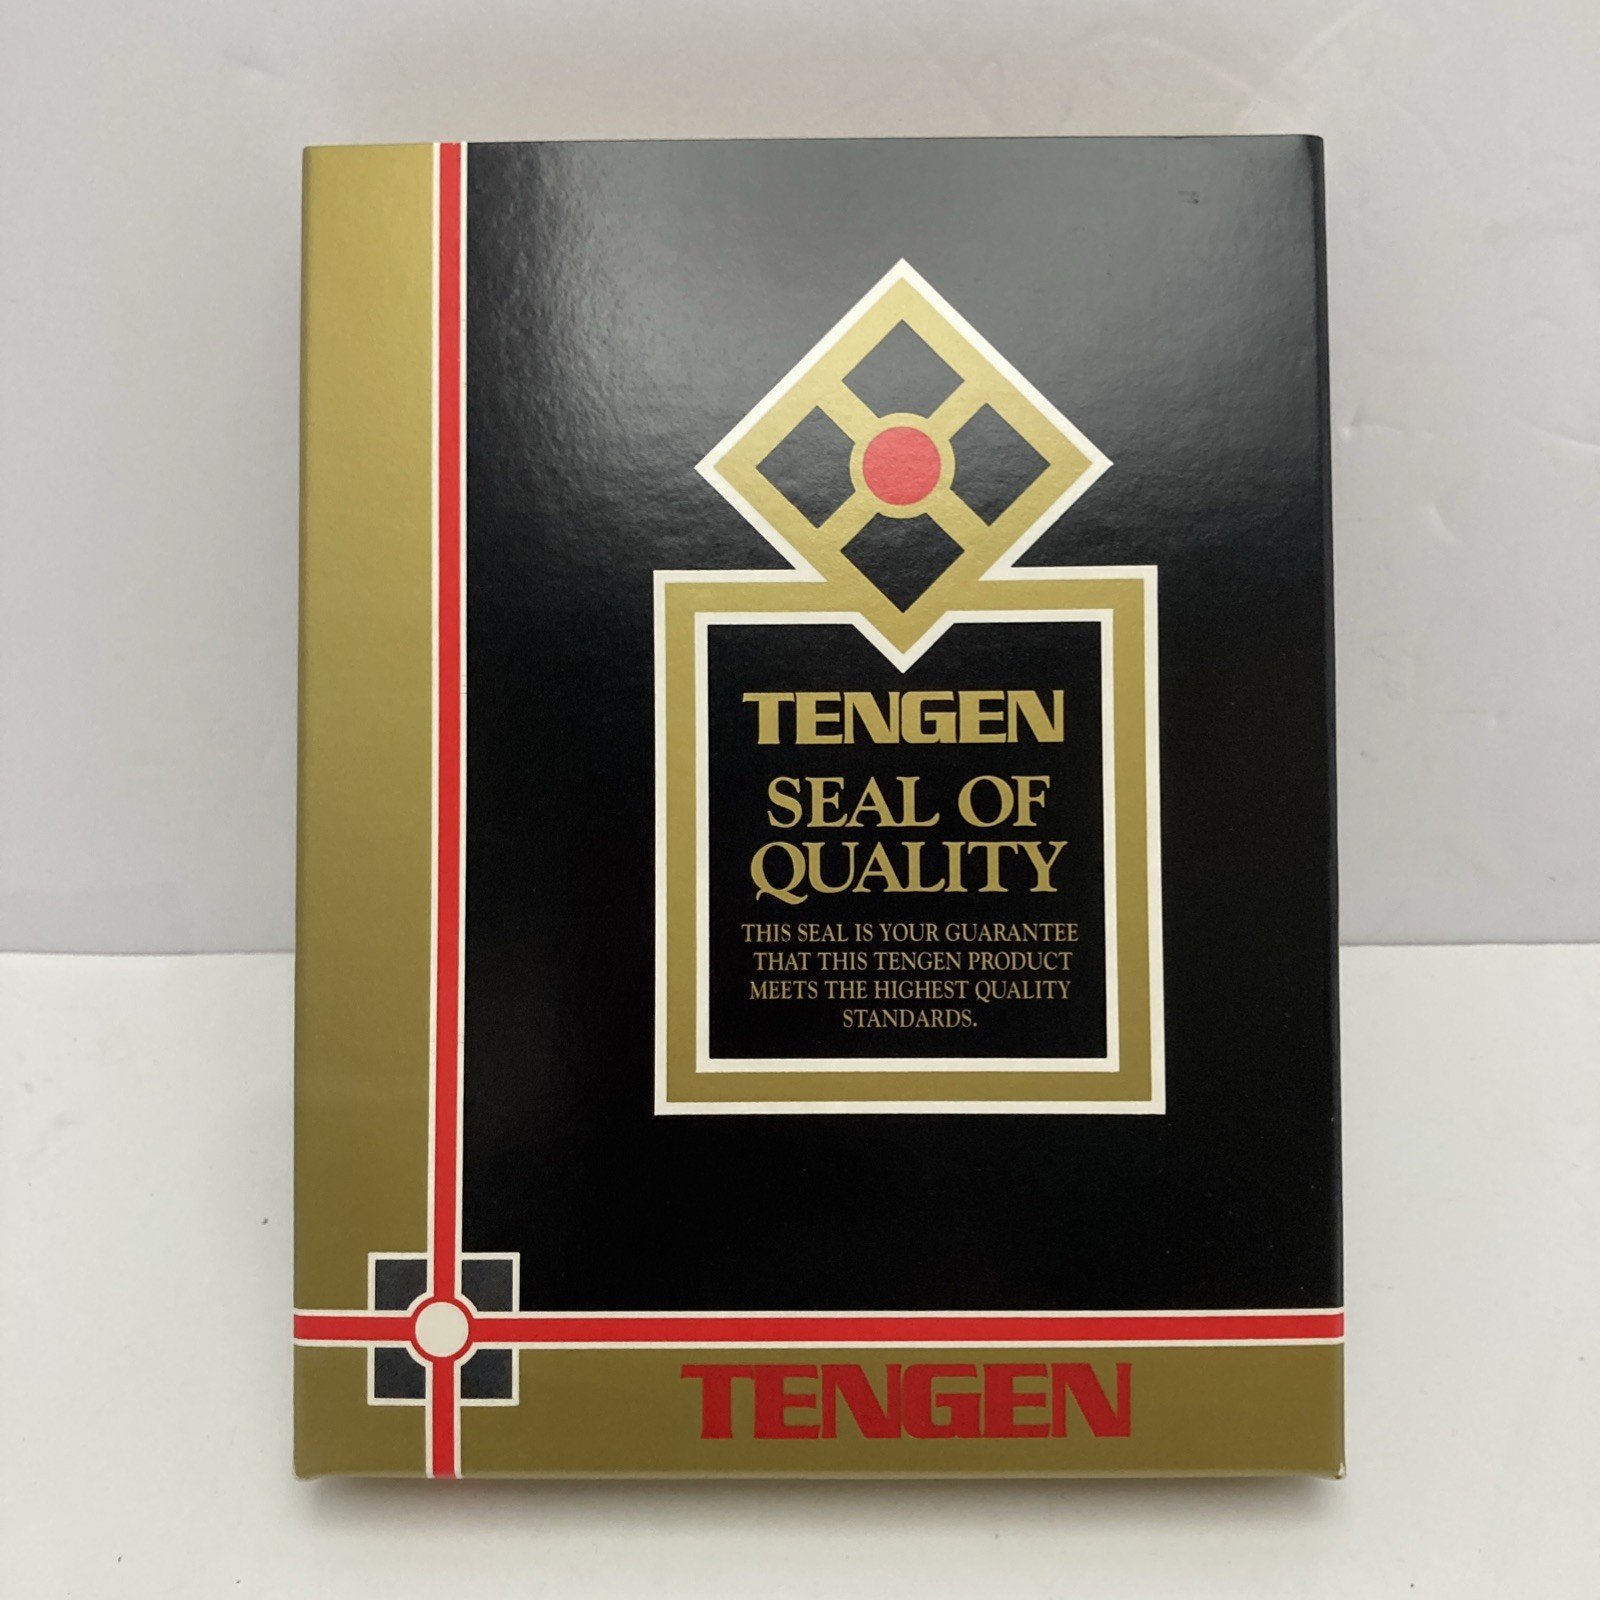 TENGEN
SEAL OF
QUALITY
THIS SEAL IS YOUR GUARANTEE
THAT THIS TENGEN PRODUCT
MEETS THE HIGHEST QUALITY
STANDARDS.
TENGEN